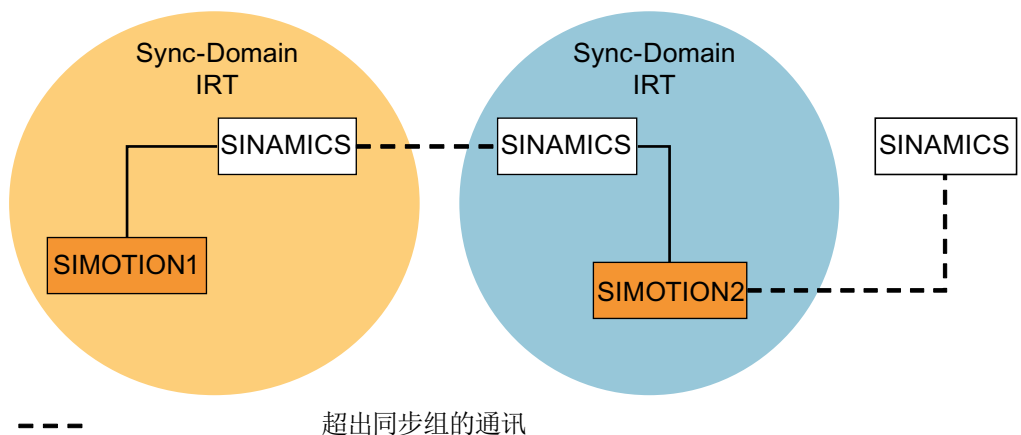 Sync-Domain
IRT
Sync-Domain
IRT
SINAMICS
SINAMICS
SINAMICS
SIMOTION1
SIMOTION2
超出同步组的通讯